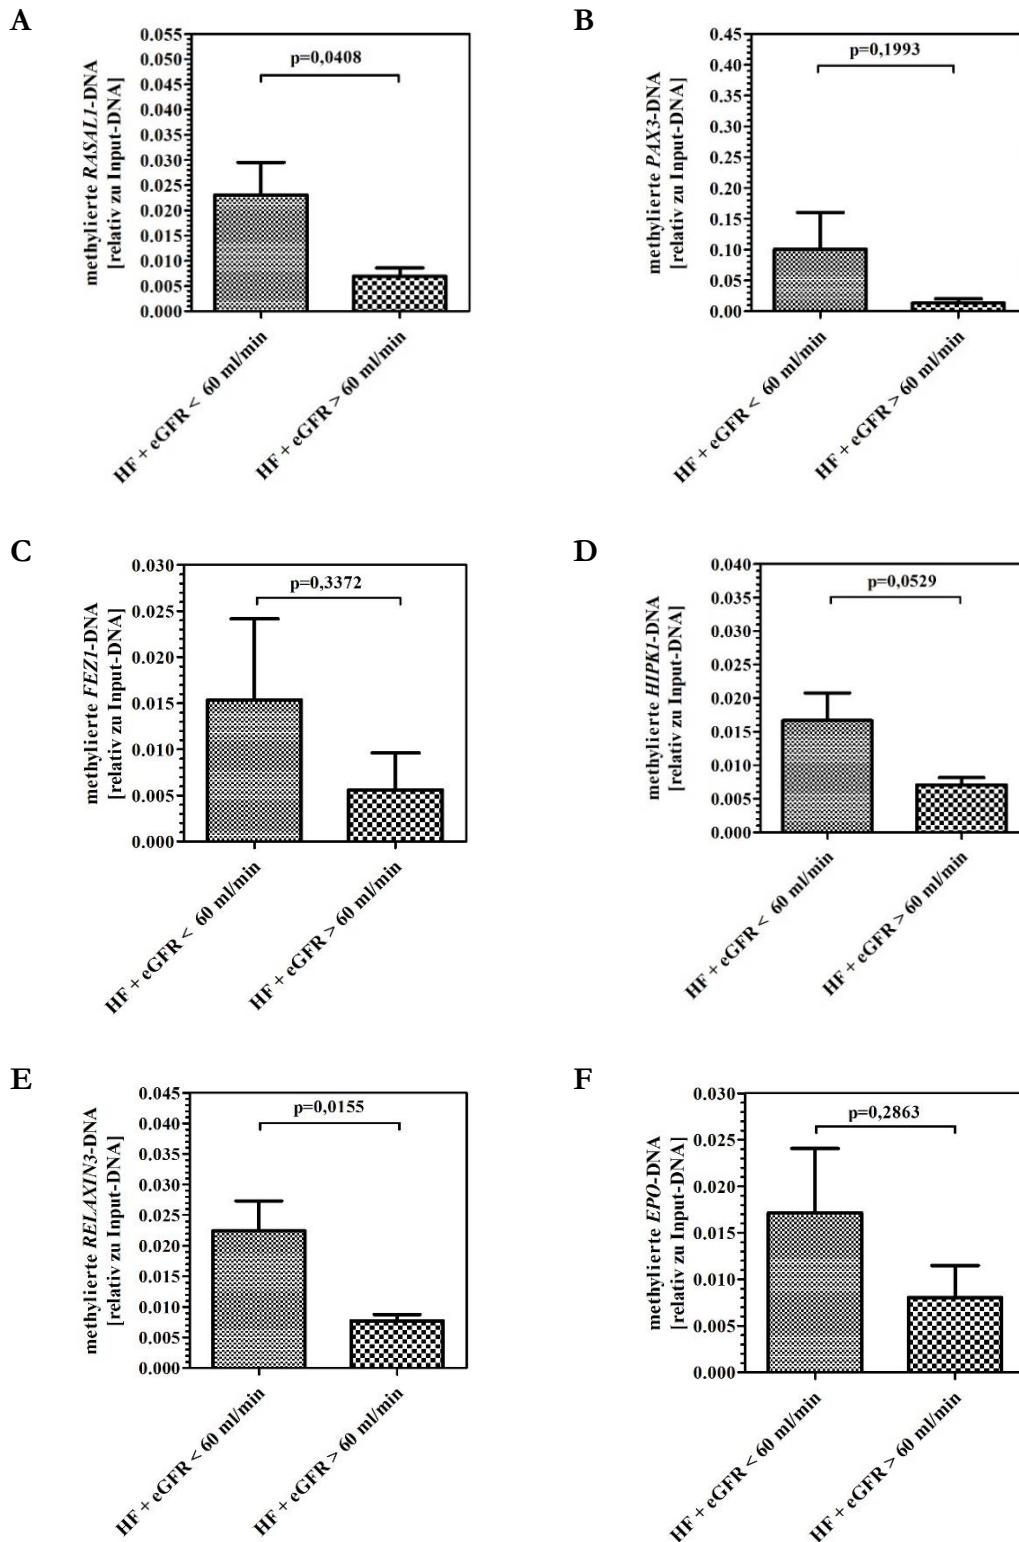 A
methylierte RASAL1-DNA
[relativ zu Input-DNA]
0.055
0.050
0.045
0.040
0.035
0.030
0.025
0.020
0.015
0.010
0.005
0.000
p=0,0408
HF + eGFR < 60 ml/min
HF + eGFR > 60 ml/min
B
methylierte PAX3-DNA
[relativ zu Input-DNA]
0.45
0.40
0.35
0.30
0.25
0.20
0.15
0.10
0.05
0.00
p=0,1993
HF + eGFR < 60 ml/min
HF + eGFR > 60 ml/min
C
methylierte FEZ1-DNA
[relativ zu Input-DNA]
0.030
0.025
0.020
0.015
0.010
0.005
0.000
p=0,3372
HF + eGFR < 60 ml/min
HF + eGFR > 60 ml/min
D
methylierte HIPK1-DNA
[relativ zu Input-DNA]
0.040
0.035
0.030
0.025
0.020
0.015
0.010
0.005
0.000
p=0,0529
HF + eGFR < 60 ml/min
HF + eGFR > 60 ml/min
E
methylierte RELAXIN3-DNA
[relativ zu Input-DNA]
0.045
0.040
0.035
0.030
0.025
0.020
0.015
0.010
0.005
0.000
p=0,0155
HF + eGFR < 60 ml/min
HF + eGFR > 60 ml/min
F
methylierte EPO-DNA
[relativ zu Input-DNA]
0.030
0.025
0.020
0.015
0.010
0.005
0.000
p=0,2863
HF + eGFR < 60 ml/min
HF + eGFR > 60 ml/min